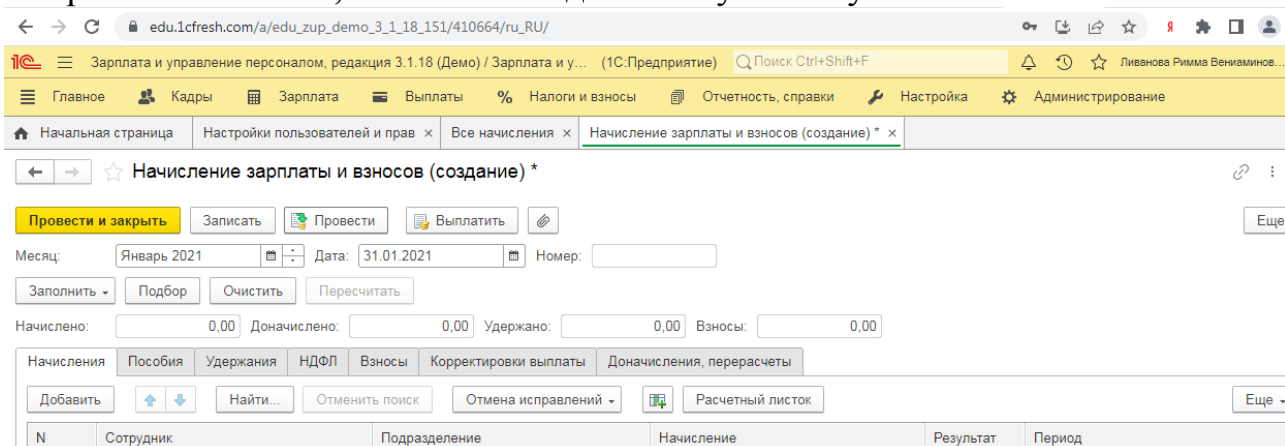 edu.1cfresh.com/a/edu_zup_demo_3_1_18_151/410664/ru_RU/
Я
1С Зарплата и управление персоналом, редакция 3.1.18 (Демо) / Зарплата и у... (1С:Предприятие) Поиск Ctrl+Shift+F Ливанова Римма Вениаминов...
Главное Кадры Зарплата Выплаты % Налоги и взносы Отчетность, справки Настройка Администрирование
Начальная страница Настройки пользователей и прав × Все начисления × Начисление зарплаты и взносов (создание) * ×
Начисление зарплаты и взносов (создание) *
Провести и закрыть Записать Провести Выплатить Еще
Месяц: Январь 2021 Дата: 31.01.2021 Номер:
Заполнить Подбор Очистить Пересчитать
Начислено: 0,00 Доначислено: 0,00 Удержано: 0,00 Взносы: 0,00
Начисления Пособия Удержания НДФЛ Взносы Корректировки выплаты Доначисления, перерасчеты
Добавить Найти... Отменить поиск Отмена исправлений Расчетный листок Еще
N Сотрудник Подразделение Начисление Результат Период